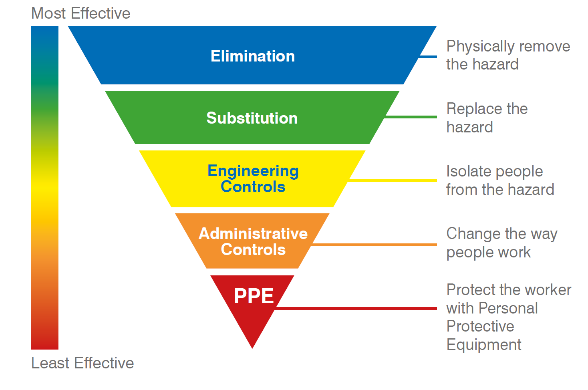 Most Effective
Elimination
Physically remove
the hazard
Substitution
Replace the
hazard
Engineering
Controls
Isolate people
from the hazard
Administrative
Controls
Change the way
people work
PPE
Protect the worker
with Personal
Protective
Equipment
Least Effective